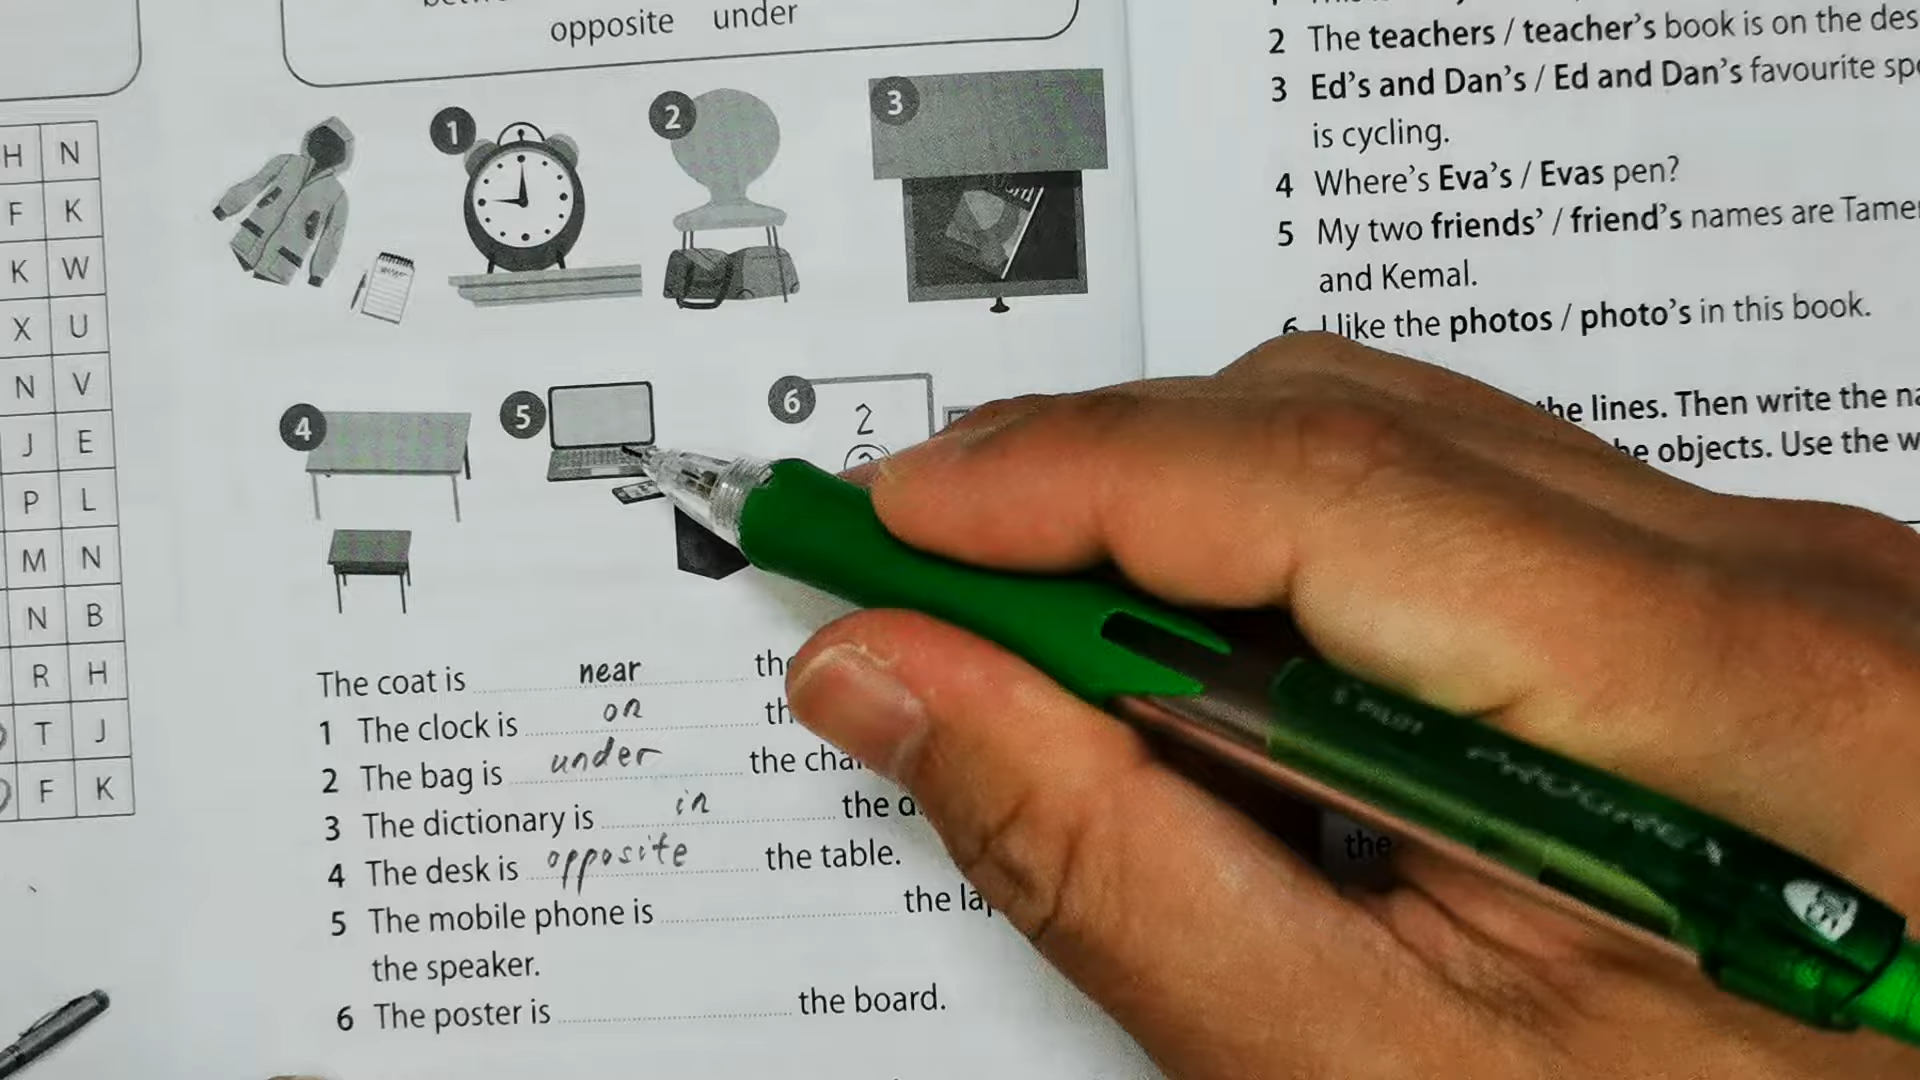 opposite under
1
2
3
4
5
6
2
H N
F K
K W
X U
N V
J E
P L
M N
N B
R H
T J
F K
The coat is near the
1 The clock is on th
2 The bag is under the cha
3 The dictionary is in the d
4 The desk is opposite the table.
5 The mobile phone is the lap
the speaker.
6 The poster is the board.
2 The teachers / teacher's book is on the des
3 Ed's and Dan's / Ed and Dan's favourite spo
is cycling.
4 Where's Eva's / Evas pen?
5 My two friends' / friend's names are Tamer
and Kemal.
6 I like the photos / photo's in this book.
the lines. Then write the na
e objects. Use the w
the
PILOT PROGREX